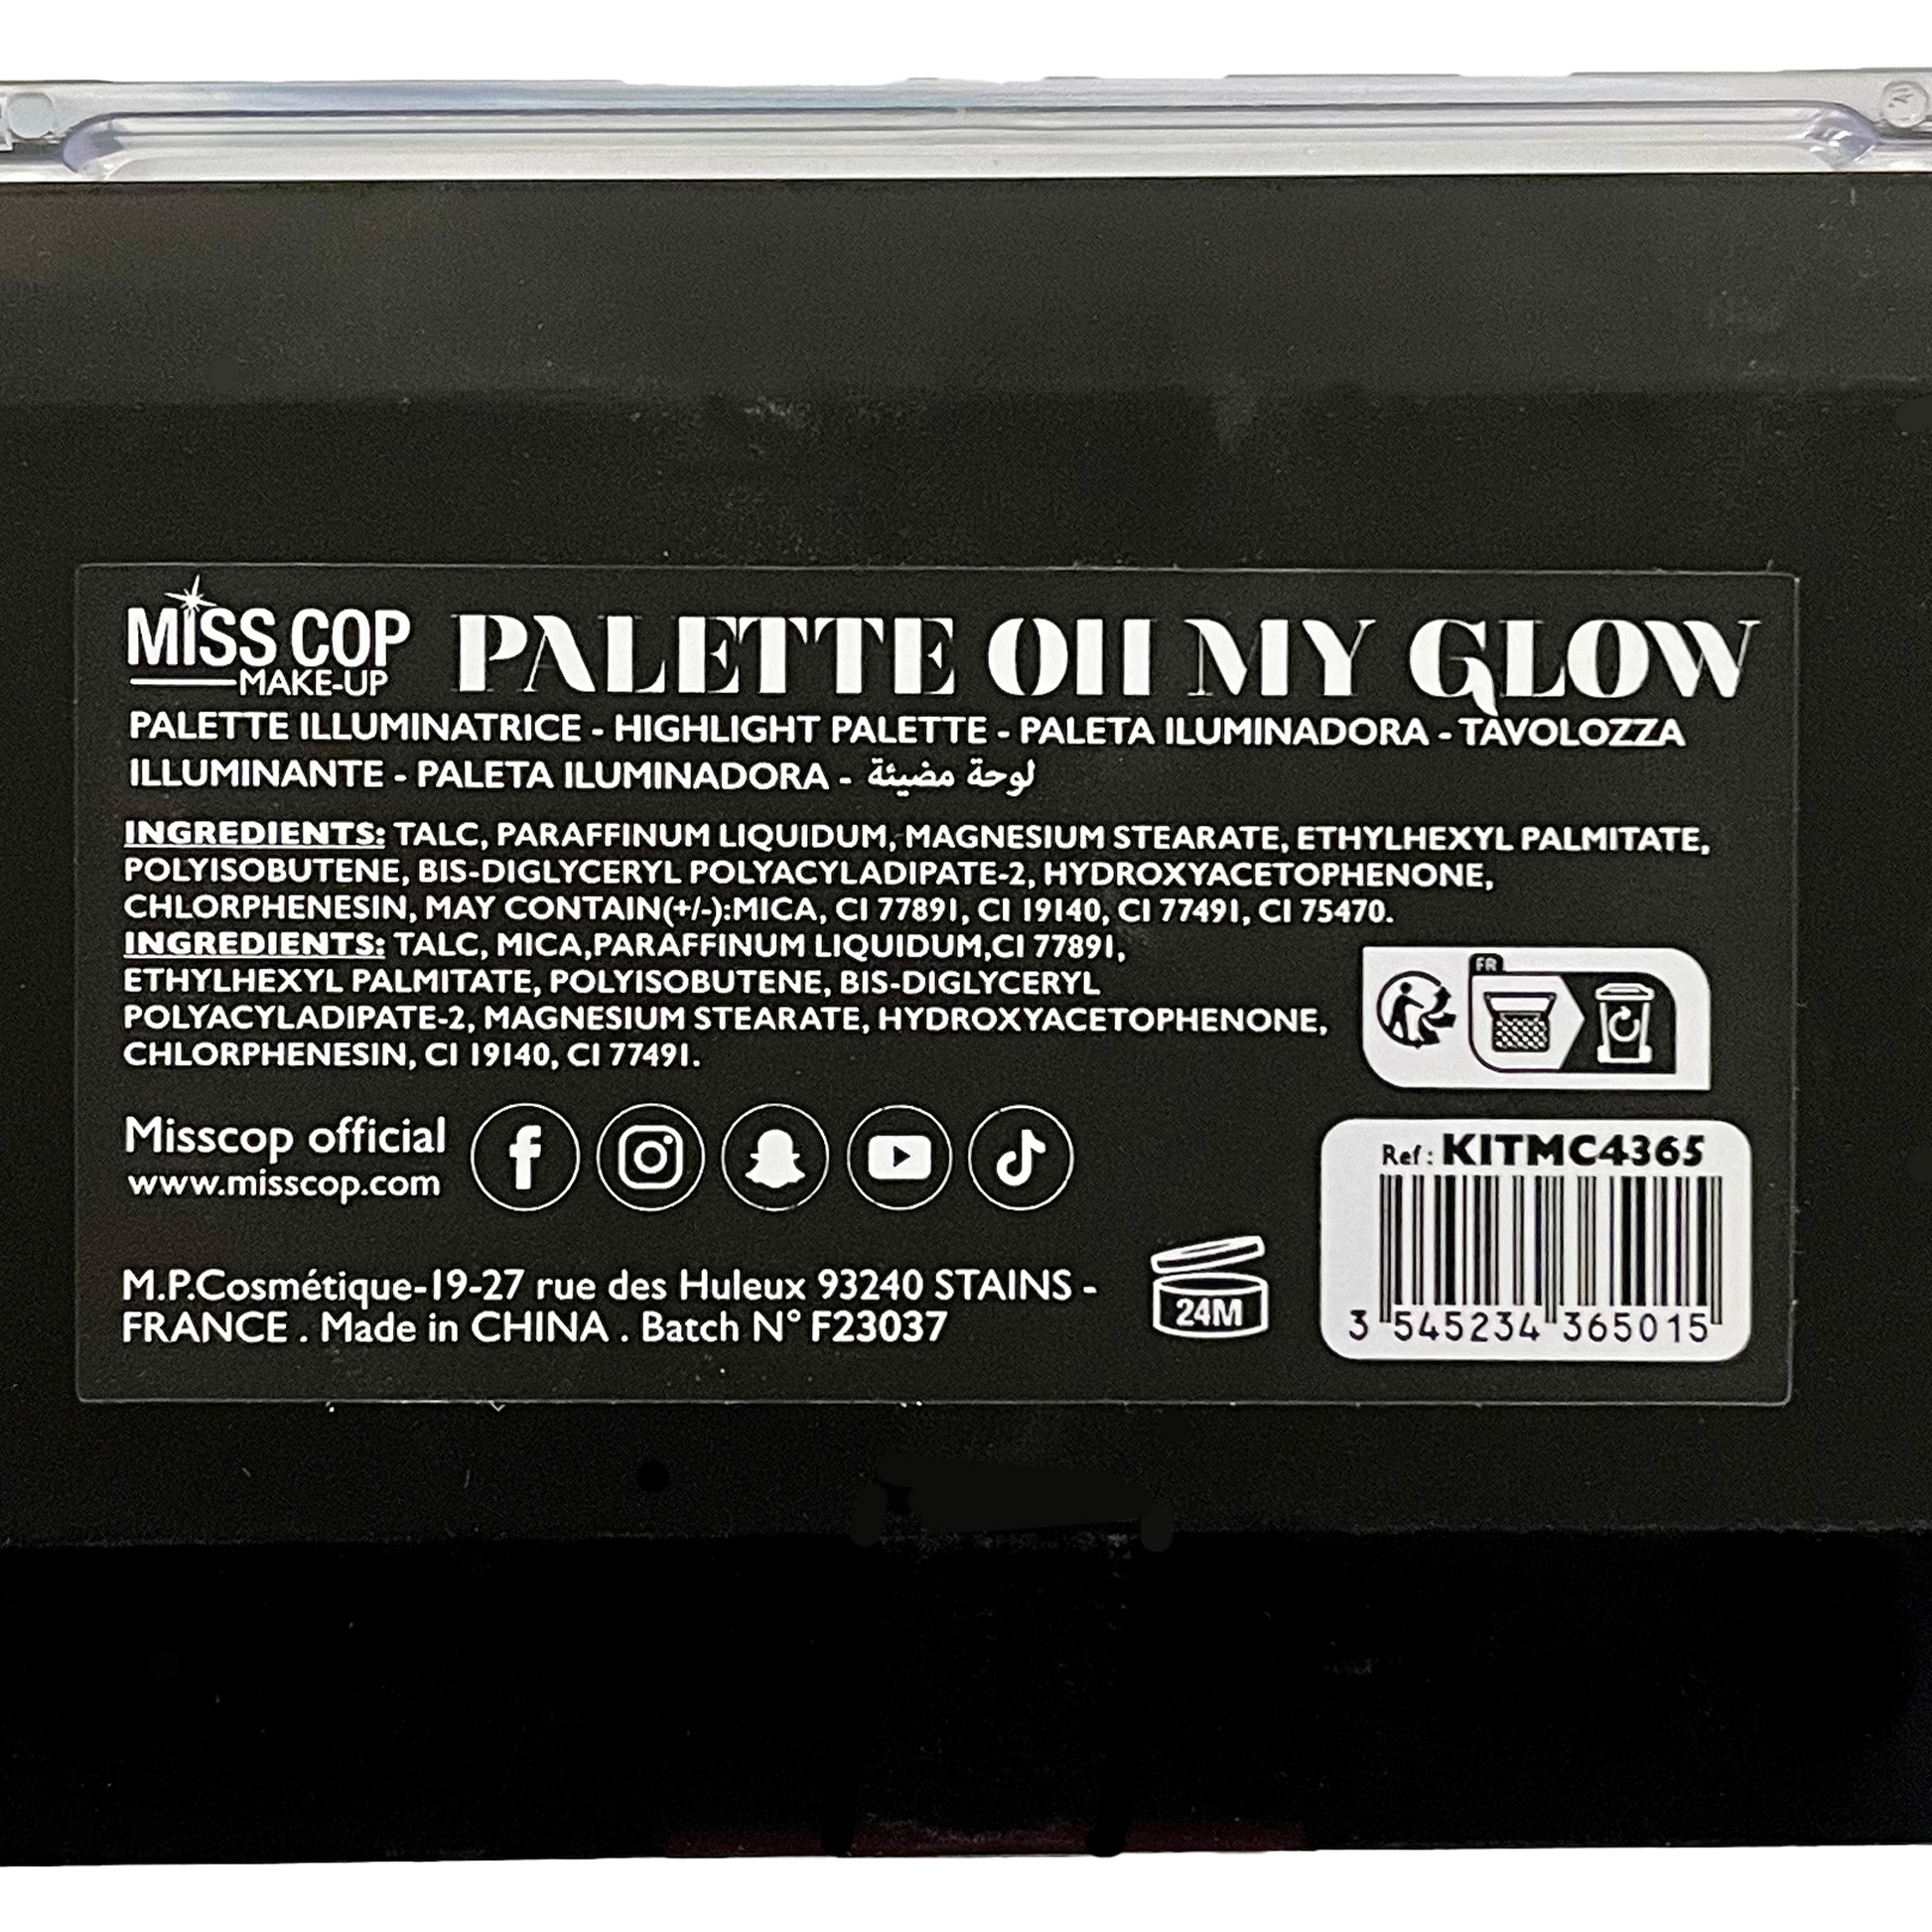 MISS COP
MAKE-UP
PALETTE OH MY GLOW
PALETTE ILLUMINATRICE - HIGHLIGHT PALETTE - PALETA ILUMINADORA - TAVOLOZZA
ILLUMINANTE - PALETA ILUMINADORA - لوحة مضيئة
INGREDIENTS: TALC, PARAFFINUM LIQUIDUM, MAGNESIUM STEARATE, ETHYLHEXYL PALMITATE,
POLYISOBUTENE, BIS-DIGLYCERYL POLYACYLADIPATE-2, HYDROXYACETOPHENONE,
CHLORPHENESIN, MAY CONTAIN(+/-):MICA, CI 77891, CI 19140, CI 77491, CI 75470.
INGREDIENTS: TALC, MICA,PARAFFINUM LIQUIDUM,CI 77891,
ETHYLHEXYL PALMITATE, POLYISOBUTENE, BIS-DIGLYCERYL
POLYACYLADIPATE-2, MAGNESIUM STEARATE, HYDROXYACETOPHENONE,
CHLORPHENESIN, CI 19140, CI 77491.
FR
Misscop official
www.misscop.com
Ref : KITMC4365
3 545234 365015
24M
M.P.Cosmétique-19-27 rue des Huleux 93240 STAINS -
FRANCE . Made in CHINA . Batch N° F23037